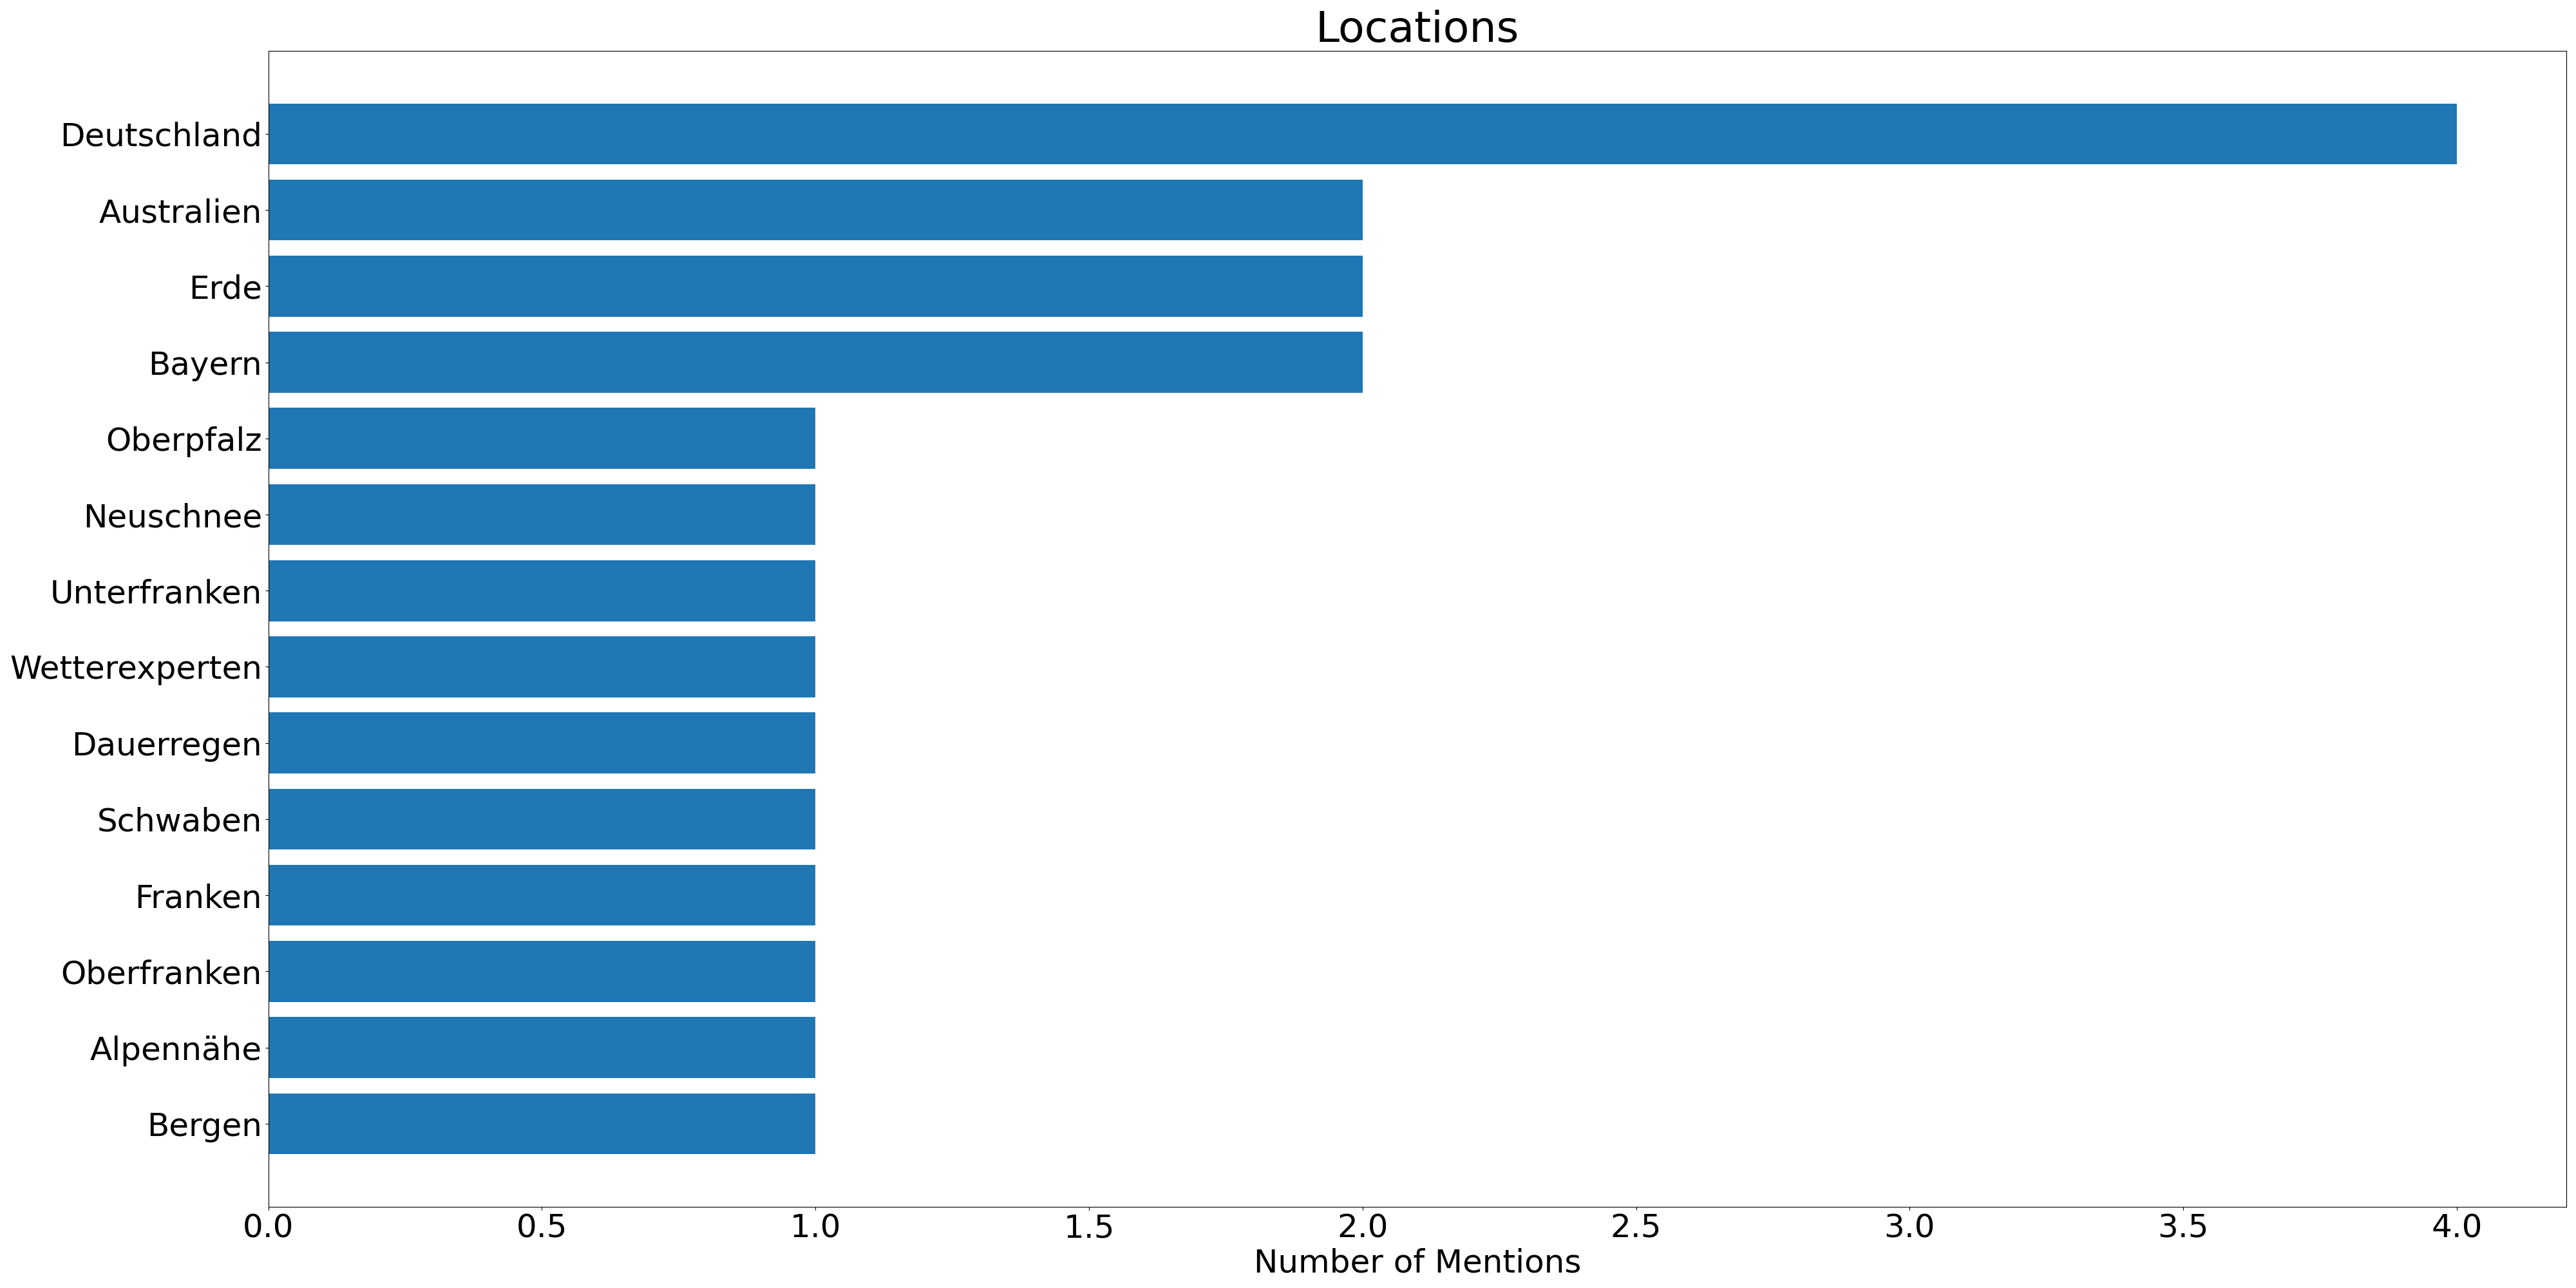 Locations
Deutschland
Australien
Erde
Bayern
Oberpfalz
Neuschnee
Unterfranken
Wetterexperten
Dauerregen
Schwaben
Franken
Oberfranken
Alpennähe
Bergen
0.0 0.5 1.0 1.5 2.0 2.5 3.0 3.5 4.0
Number of Mentions